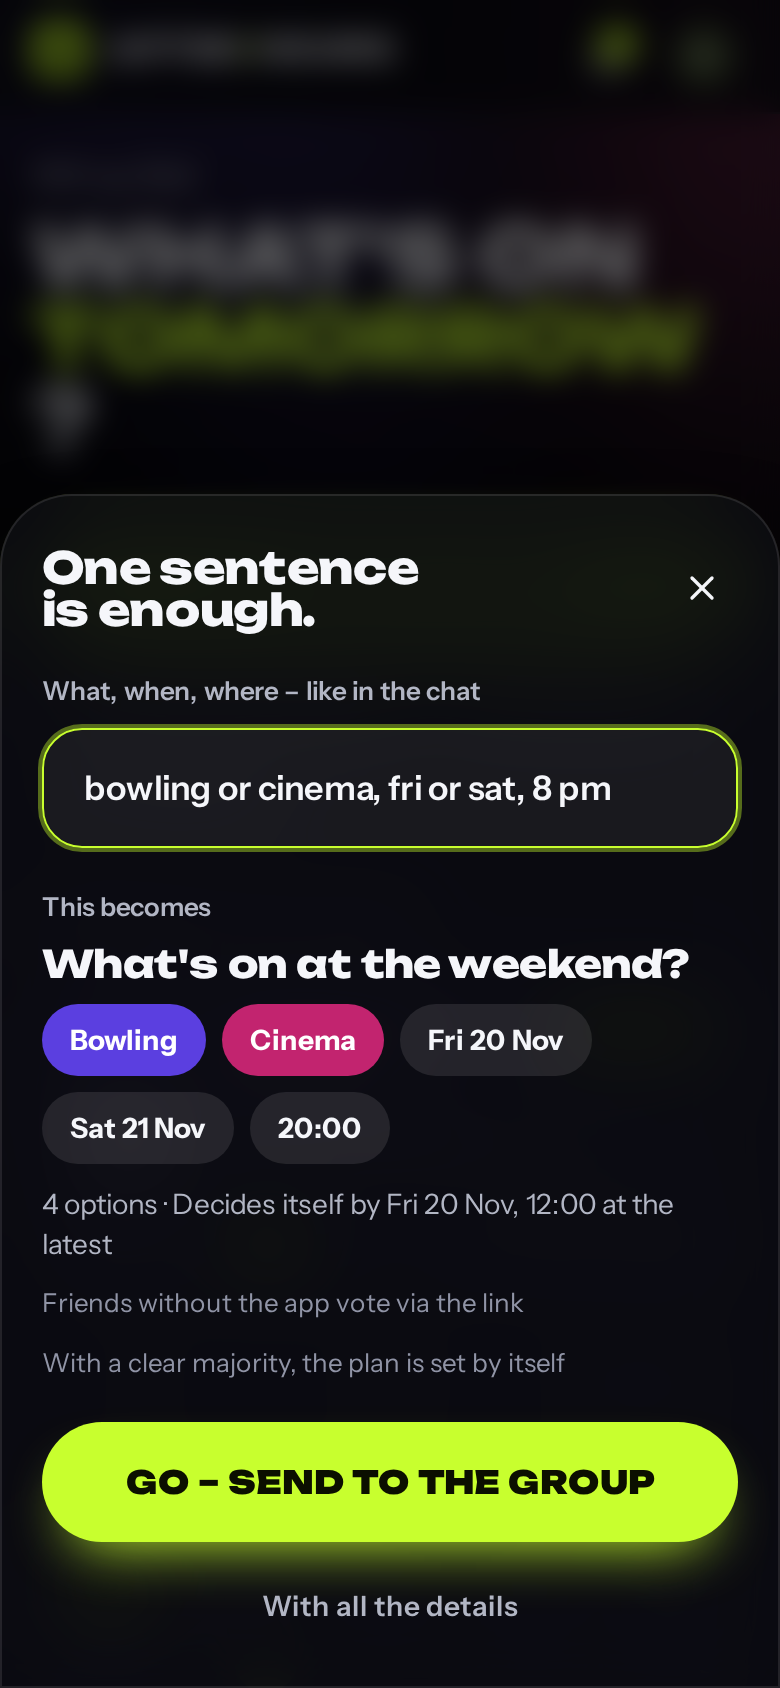 WHAT'S ON
TOMORROW
?
One sentence
is enough.
What, when, where – like in the chat
bowling or cinema, fri or sat, 8 pm
This becomes
What's on at the weekend?
Bowling
Cinema
Fri 20 Nov
Sat 21 Nov
20:00
4 options · Decides itself by Fri 20 Nov, 12:00 at the
latest
Friends without the app vote via the link
With a clear majority, the plan is set by itself
GO – SEND TO THE GROUP
With all the details